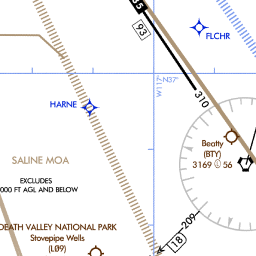 35
93
FLCHR
W117° N37°
HARNE
310
Beatty
(BTY)
3169 56
SALINE MOA
EXCLUDES
000 FT AGL AND BELOW
209
18
DEATH VALLEY NATIONAL PARK
Stovepipe Wells
(L09)